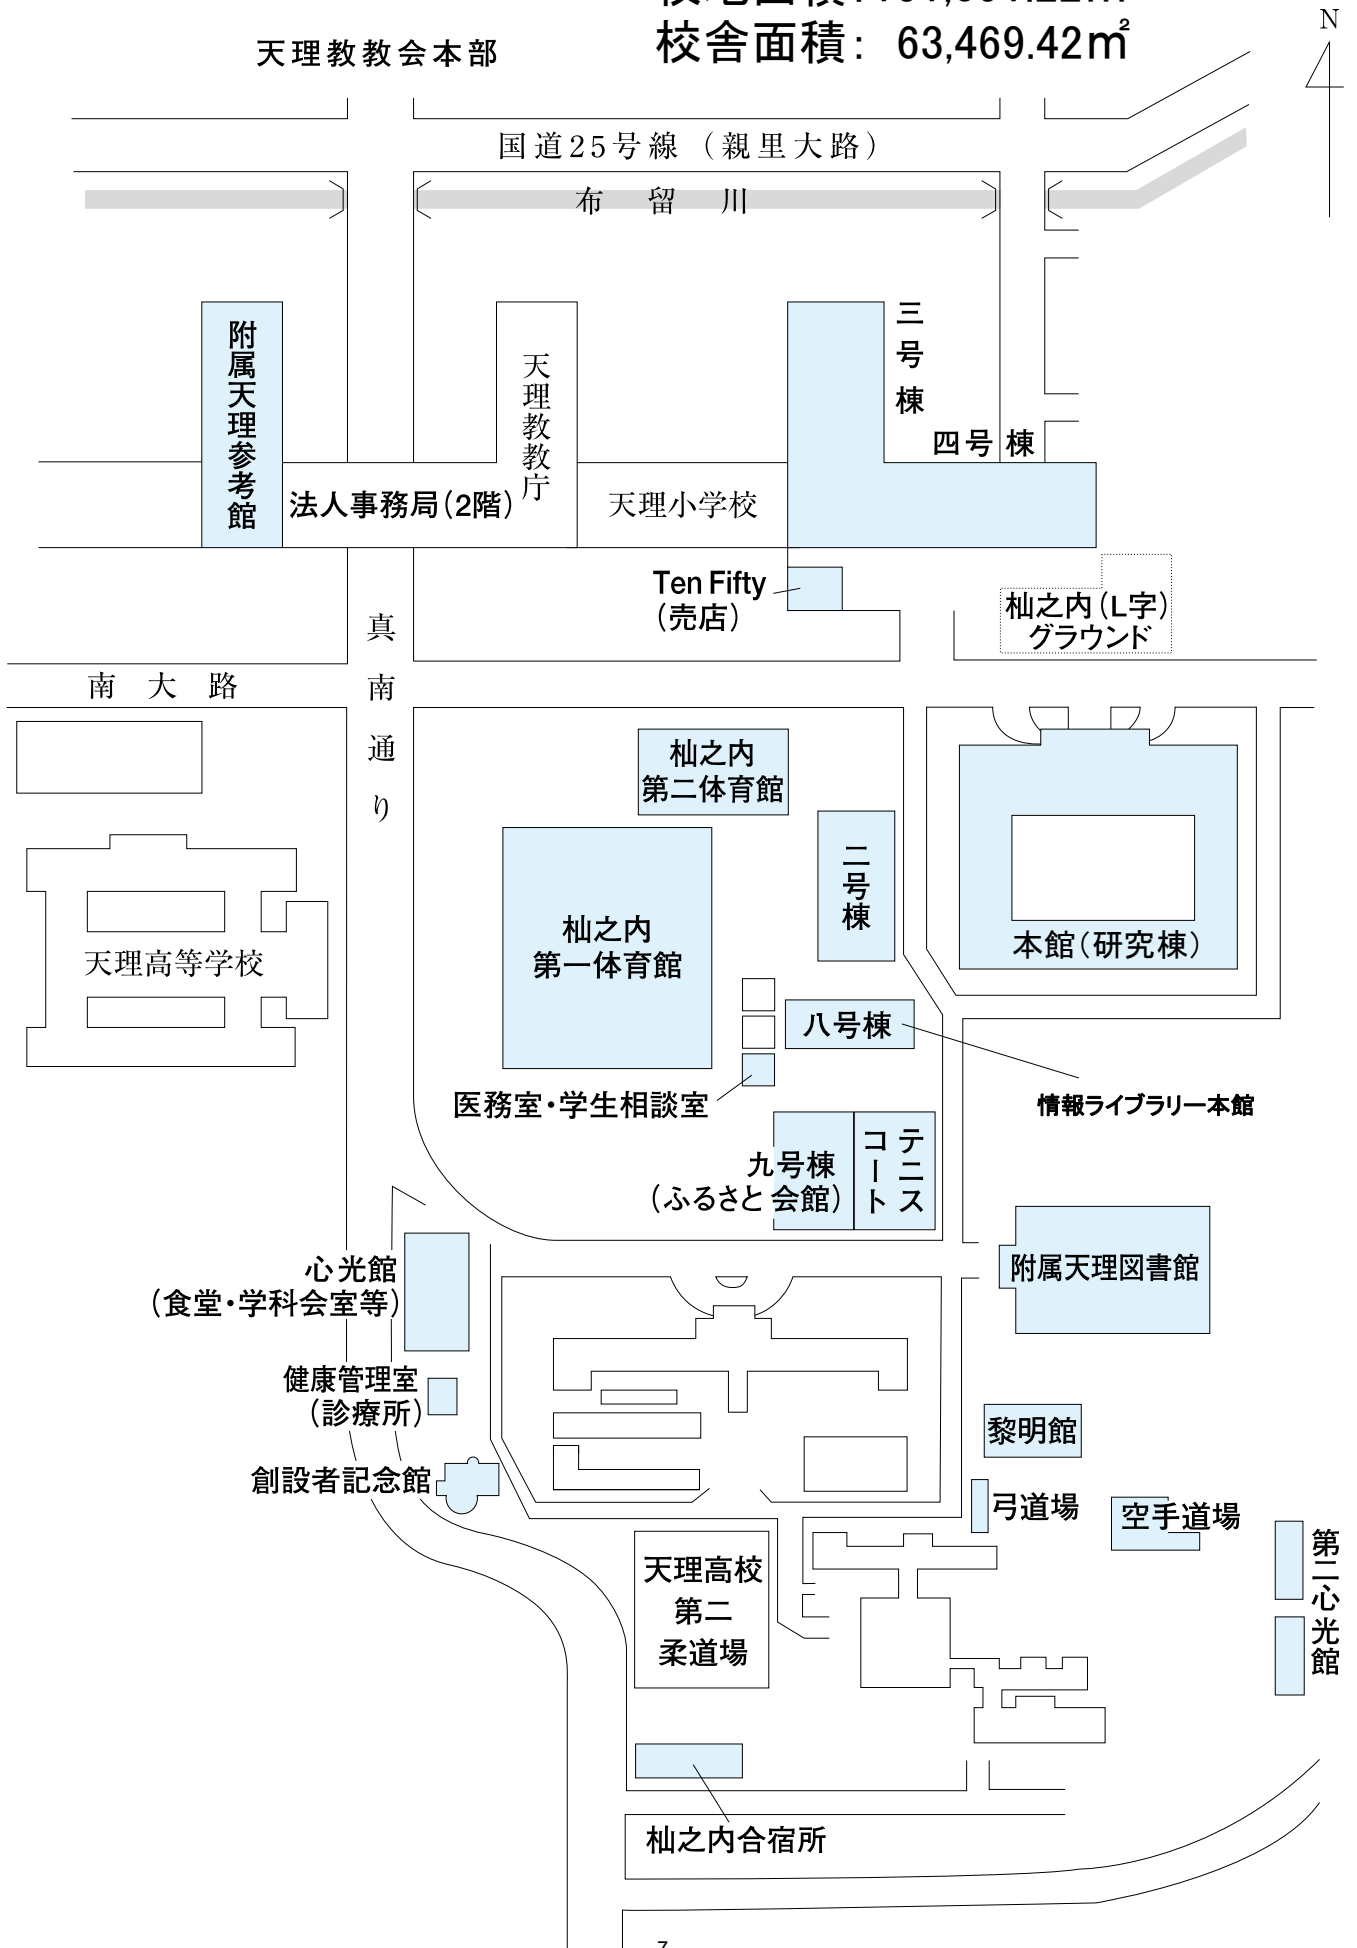 校舎面積： 63,469.42㎡
N
天理教教会本部
国道25号線（親里大路）
布留川
附属天理参考館
天理教教庁
三号棟
四号棟
法人事務局（2階）
天理小学校
Ten Fifty
（売店）
杣之内（L字）
グラウンド
真南通り
南大路
杣之内
第二体育館
二号棟
杣之内
第一体育館
本館（研究棟）
天理高等学校
八号棟
医務室・学生相談室
情報ライブラリー本館
九号棟
（ふるさと会館）
テニス
コート
心光館
（食堂・学科会室等）
附属天理図書館
健康管理室
（診療所）
黎明館
創設者記念館
弓道場
空手道場
第二心光館
天理高校
第二
柔道場
杣之内合宿所